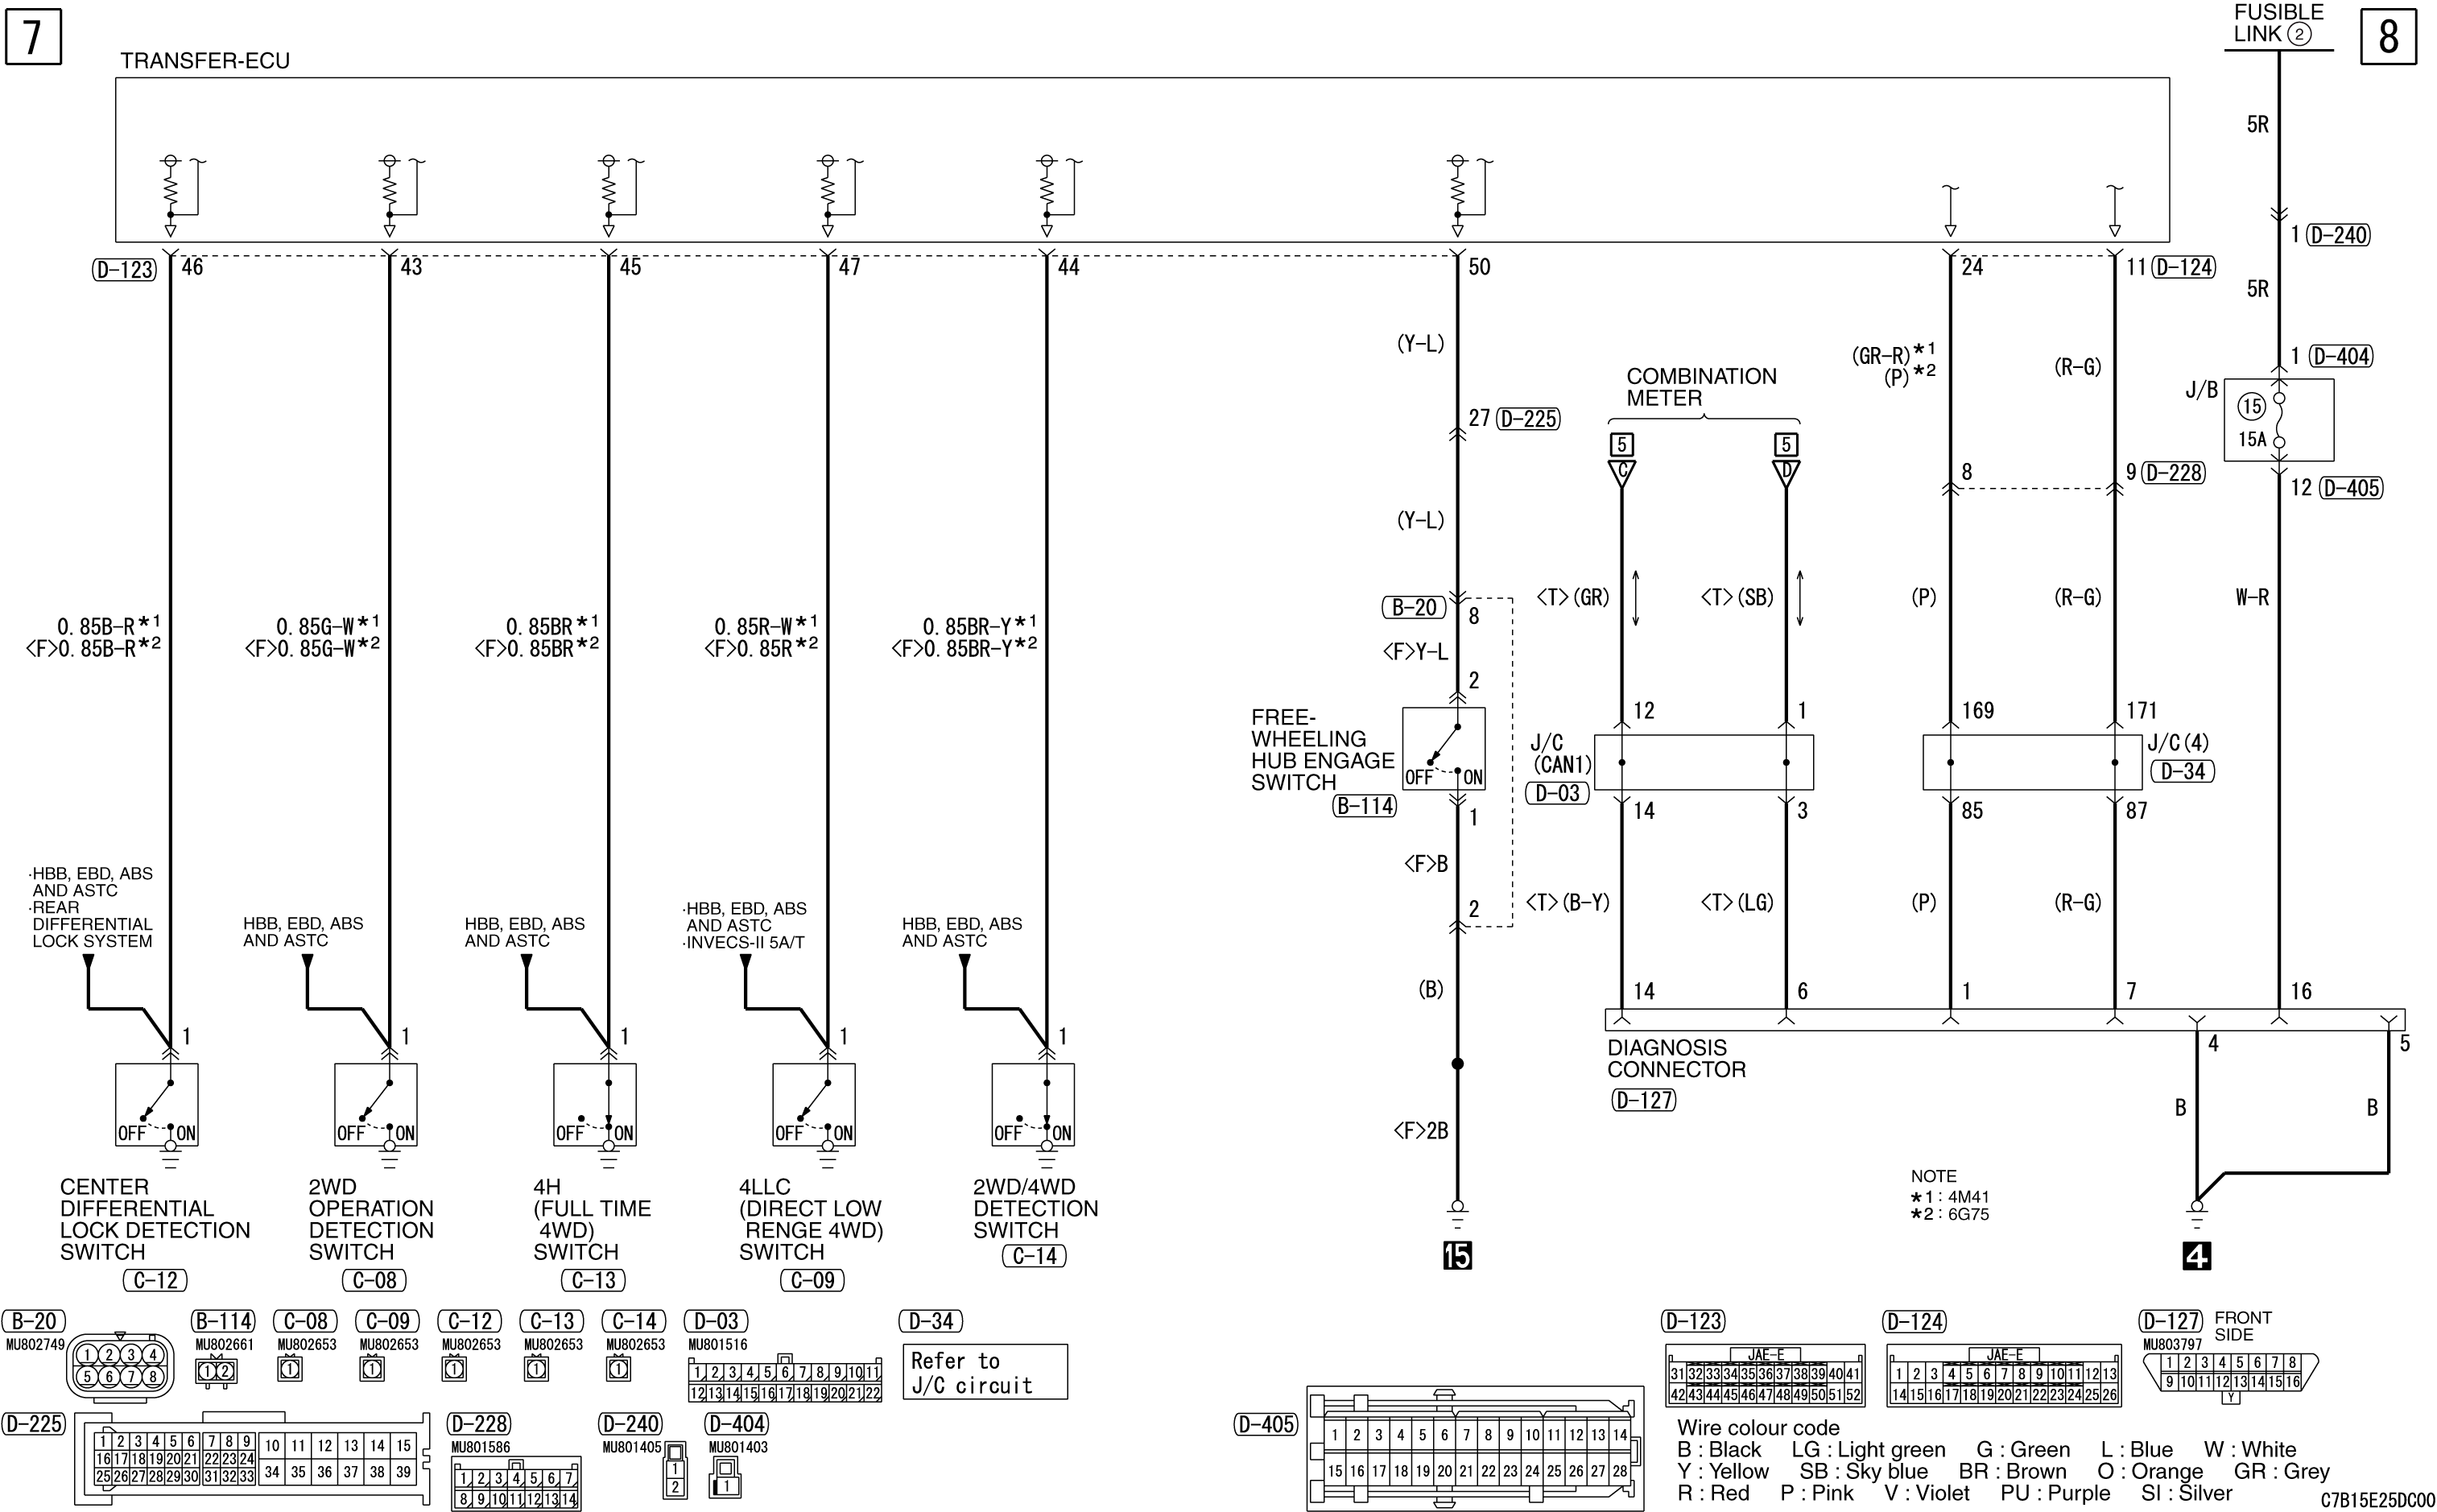 7
TRANSFER-ECU
FUSIBLE
LINK 2
8
5R
1 D-240
5R
D-123 46 43 45 47 44 50 24 11 D-124
(Y-L)
27 D-225
(Y-L)
COMBINATION
METER
5 5
C D
(GR-R)*1
(P)*2
(R-G)
8 9 D-228
1 D-404
J/B
15
15A
12 D-405
0.85B-R*1
<F>0.85B-R*2
0.85G-W*1
<F>0.85G-W*2
0.85BR*1
<F>0.85BR*2
0.85R-W*1
<F>0.85R*2
0.85BR-Y*1
<F>0.85BR-Y*2
B-20
8
<F>Y-L
2
<T>(GR) <T>(SB) (P) (R-G) W-R
FREE-
WHEELING
HUB ENGAGE
SWITCH
B-114
OFF ON
1
<F>B
2
12 1 169 171
J/C
(CAN1)
D-03
J/C(4)
D-34
14 3 85 87
<T>(B-Y) <T>(LG) (P) (R-G)
(B)
14 6 1 7 16
·HBB, EBD, ABS
AND ASTC
·REAR
DIFFERENTIAL
LOCK SYSTEM
HBB, EBD, ABS
AND ASTC
HBB, EBD, ABS
AND ASTC
·HBB, EBD, ABS
AND ASTC
·INVECS-II 5A/T
HBB, EBD, ABS
AND ASTC
1 1 1 1 1
OFF ON OFF ON OFF ON OFF ON OFF ON
CENTER
DIFFERENTIAL
LOCK DETECTION
SWITCH
C-12
2WD
OPERATION
DETECTION
SWITCH
C-08
4H
(FULL TIME
4WD)
SWITCH
C-13
4LLC
(DIRECT LOW
RENGE 4WD)
SWITCH
C-09
2WD/4WD
DETECTION
SWITCH
C-14
<F>2B
15
DIAGNOSIS
CONNECTOR
D-127
4 5
B B
4
NOTE
*1: 4M41
*2: 6G75
B-20
MU802749
1 2 3 4
5 6 7 8
B-114
MU802661
1 2
C-08
MU802653
1
C-09
MU802653
1
C-12
MU802653
1
C-13
MU802653
1
C-14
MU802653
1
D-03
MU801516
1 2 3 4 5 6 7 8 9 10 11
12 13 14 15 16 17 18 19 20 21 22
D-34
Refer to
J/C circuit
D-123
JAE-E
31 32 33 34 35 36 37 38 39 40 41
42 43 44 45 46 47 48 49 50 51 52
D-124
JAE-E
1 2 3 4 5 6 7 8 9 10 11 12 13
14 15 16 17 18 19 20 21 22 23 24 25 26
D-127
FRONT
SIDE
MU803797
1 2 3 4 5 6 7 8
9 10 11 12 13 14 15 16
Y
D-225
1 2 3 4 5 6 7 8 9 10 11 12 13 14 15
16 17 18 19 20 21 22 23 24
25 26 27 28 29 30 31 32 33 34 35 36 37 38 39
D-228
MU801586
1 2 3 4 5 6 7
8 9 10 11 12 13 14
D-240
MU801405
1
2
D-404
MU801403
1
D-405
1 2 3 4 5 6 7 8 9 10 11 12 13 14
15 16 17 18 19 20 21 22 23 24 25 26 27 28
Wire colour code
B : Black LG : Light green G : Green L : Blue W : White
Y : Yellow SB : Sky blue BR : Brown O : Orange GR : Grey
R : Red P : Pink V : Violet PU : Purple SI : Silver
C7B15E25DC00